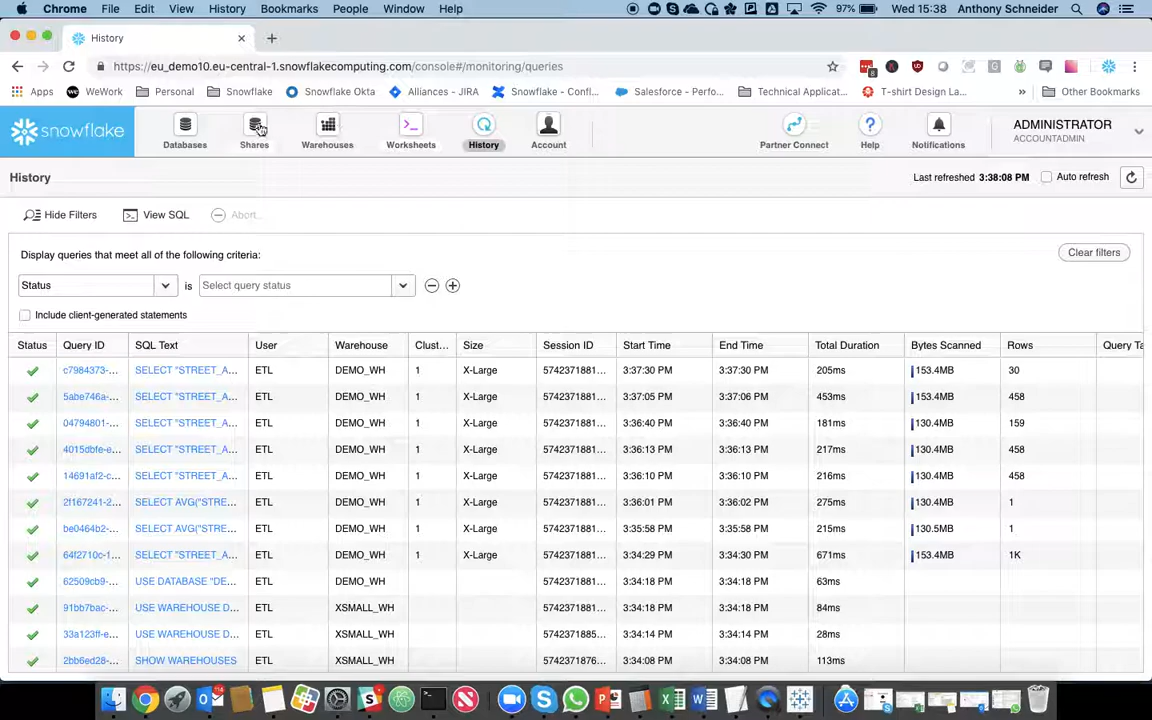 Chrome File Edit View History Bookmarks People Window Help 97% Wed 15:38 Anthony Schneider
History
https://eu_demo10.eu-central-1.snowflakecomputing.com/console#/monitoring/queries
Apps WeWork Personal Snowflake Snowflake Okta Alliances - JIRA Snowflake - Confl... Salesforce - Perfo... Technical Applicat... T-shirt Design La... » Other Bookmarks
snowflake Databases Shares Warehouses Worksheets History Account Partner Connect Help Notifications ADMINISTRATOR
ACCOUNTADMIN
History Last refreshed 3:38:08 PM Auto refresh
Hide Filters View SQL Abort...
Display queries that meet all of the following criteria: Clear filters
Status is Select query status
Include client-generated statements
Status Query ID SQL Text User Warehouse Clust... Size Session ID Start Time End Time Total Duration Bytes Scanned Rows Query Ta
c7984373-... SELECT "STREET_A... ETL DEMO_WH 1 X-Large 5742371881... 3:37:30 PM 3:37:30 PM 205ms 153.4MB 30
5abe746a-... SELECT "STREET_A... ETL DEMO_WH 1 X-Large 5742371881... 3:37:05 PM 3:37:06 PM 453ms 153.4MB 458
04794801-... SELECT "STREET_A... ETL DEMO_WH 1 X-Large 5742371881... 3:36:40 PM 3:36:40 PM 181ms 130.4MB 159
4015dbfe-e... SELECT "STREET_A... ETL DEMO_WH 1 X-Large 5742371881... 3:36:13 PM 3:36:13 PM 217ms 130.4MB 458
14691af2-c... SELECT "STREET_A... ETL DEMO_WH 1 X-Large 5742371881... 3:36:10 PM 3:36:10 PM 216ms 130.4MB 458
2f167241-2... SELECT AVG("STRE... ETL DEMO_WH 1 X-Large 5742371881... 3:36:01 PM 3:36:02 PM 275ms 130.4MB 1
be0464b2-... SELECT AVG("STRE... ETL DEMO_WH 1 X-Large 5742371881... 3:35:58 PM 3:35:58 PM 215ms 130.5MB 1
64f2710c-1... SELECT "STREET_A... ETL DEMO_WH 1 X-Large 5742371881... 3:34:29 PM 3:34:30 PM 671ms 153.4MB 1K
62509cb9-... USE DATABASE "DE... ETL DEMO_WH 5742371881... 3:34:18 PM 3:34:18 PM 63ms
91bb7bac-... USE WAREHOUSE D... ETL XSMALL_WH 5742371881... 3:34:18 PM 3:34:18 PM 84ms
33a123ff-e... USE WAREHOUSE D... ETL XSMALL_WH 5742371885... 3:34:14 PM 3:34:14 PM 28ms
2bb6ed28-... SHOW WAREHOUSES ETL XSMALL_WH 5742371876... 3:34:08 PM 3:34:08 PM 113ms